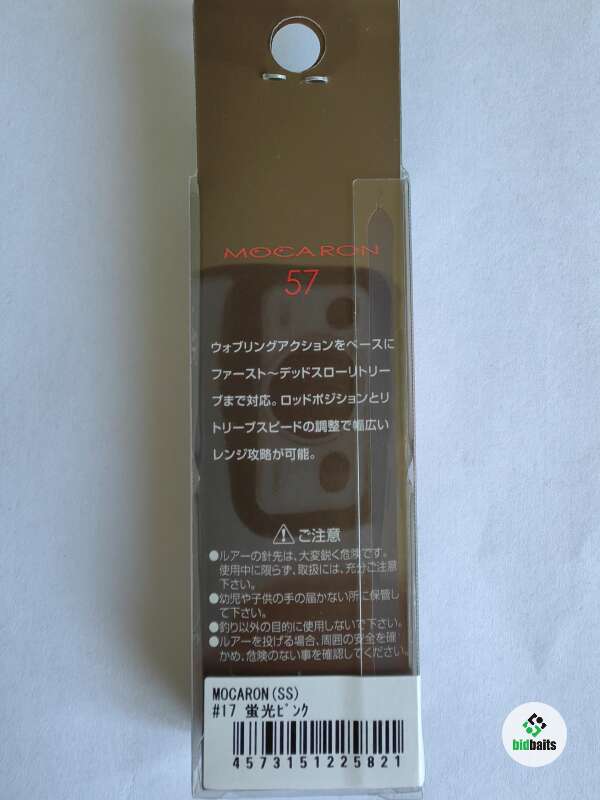 MOCARON
57
ウォブリングアクションをベースに
ファースト～デッドスローリトリー
ブまで対応。ロッドポジションとリ
トリーブスピードの調整で幅広い
レンジ攻略が可能。
⚠ご注意
●ルアーの針先は、大変鋭く危険です。
使用中に限らず、取扱には、充分ご注意
下さい。
●幼児や子供の手の届かない所に保管し
て下さい。
●釣り以外の目的に使用しないで下さい。
●ルアーを投げる場合、周囲の安全を確
かめ、危険のない事を確認してください。
MOCARON(SS)
#17 蛍光ﾋﾟﾝｸ
4573151225821
bidbaits